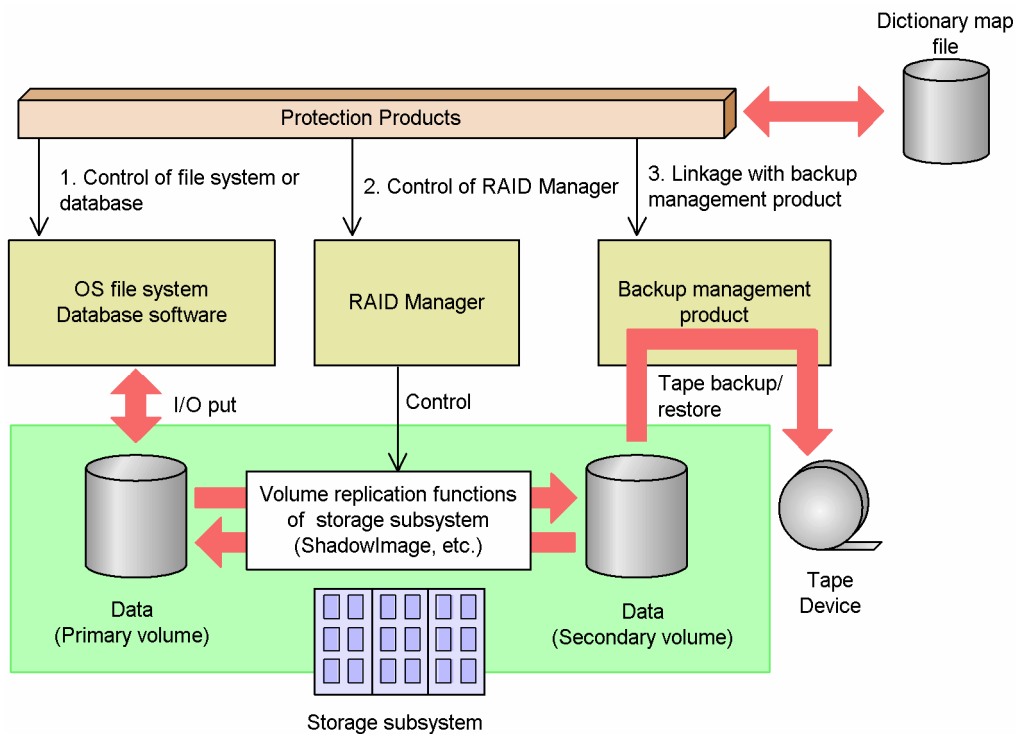 Dictionary map
file
Protection Products
1. Control of file system or
database
2. Control of RAID Manager
3. Linkage with backup
management product
OS file system
Database software
RAID Manager
Backup management
product
I/O put
Control
Tape backup/
restore
Volume replication functions
of storage subsystem
(ShadowImage, etc.)
Data
(Primary volume)
Data
(Secondary volume)
Tape
Device
Storage subsystem